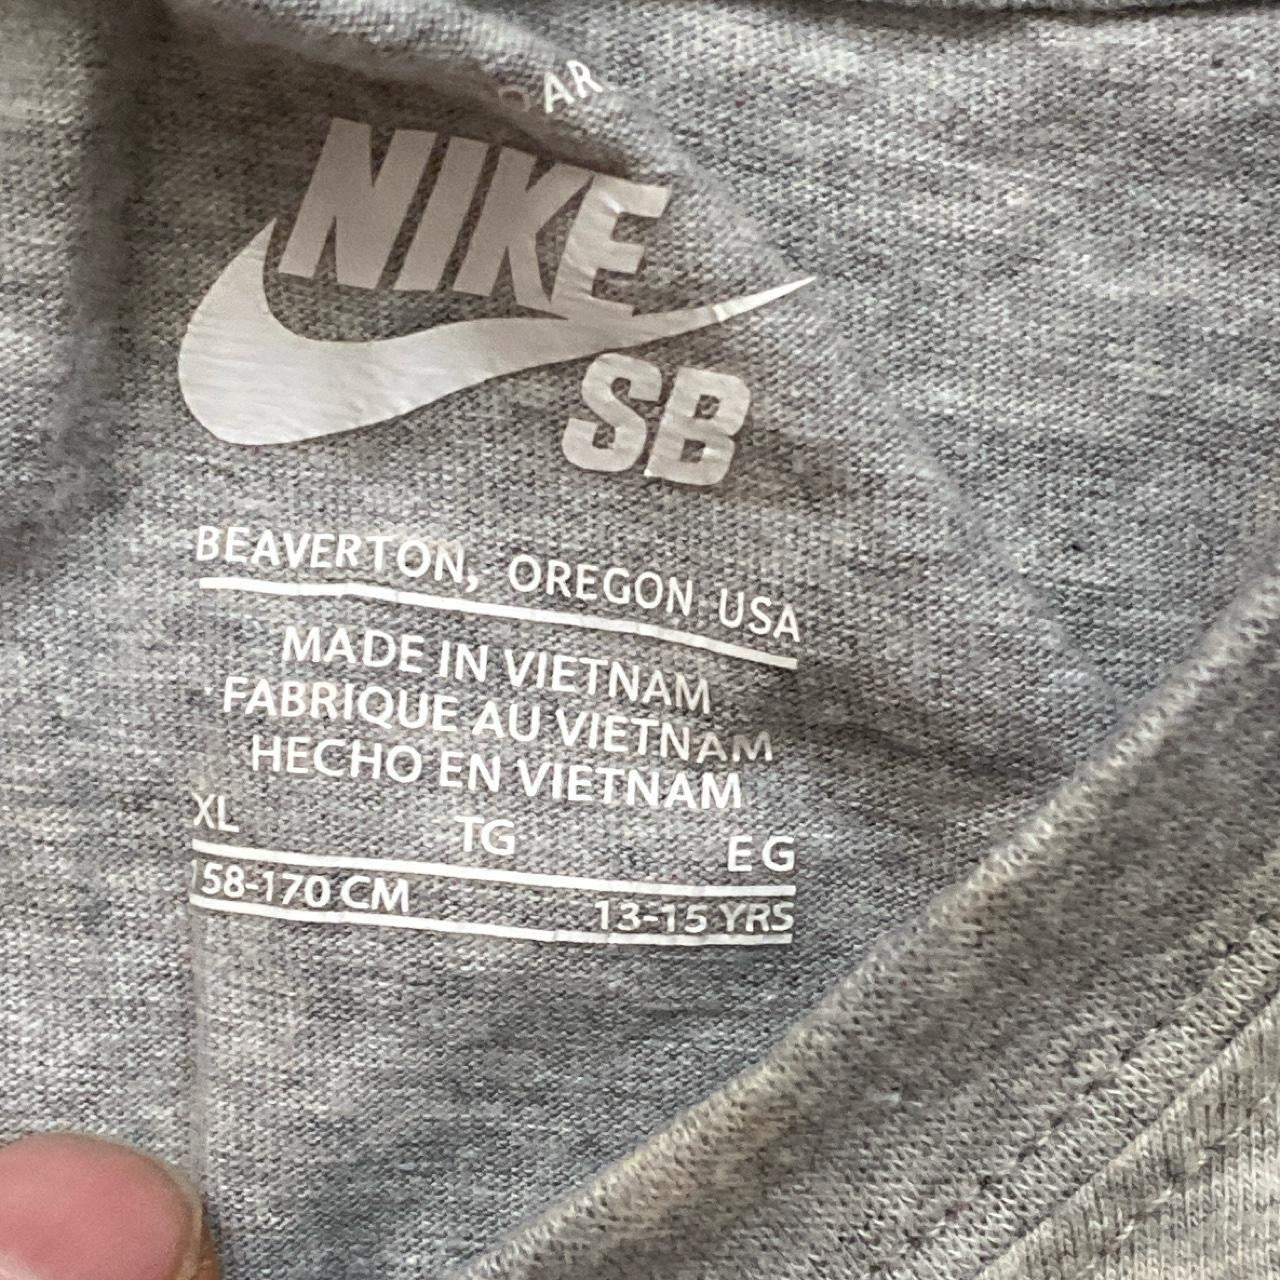 NIKE
SB
BEAVERTON, OREGON USA
MADE IN VIETNAM
FABRIQUE AU VIETNAM
HECHO EN VIETNAM
XL TG EG
158-170 CM 13-15 YRS